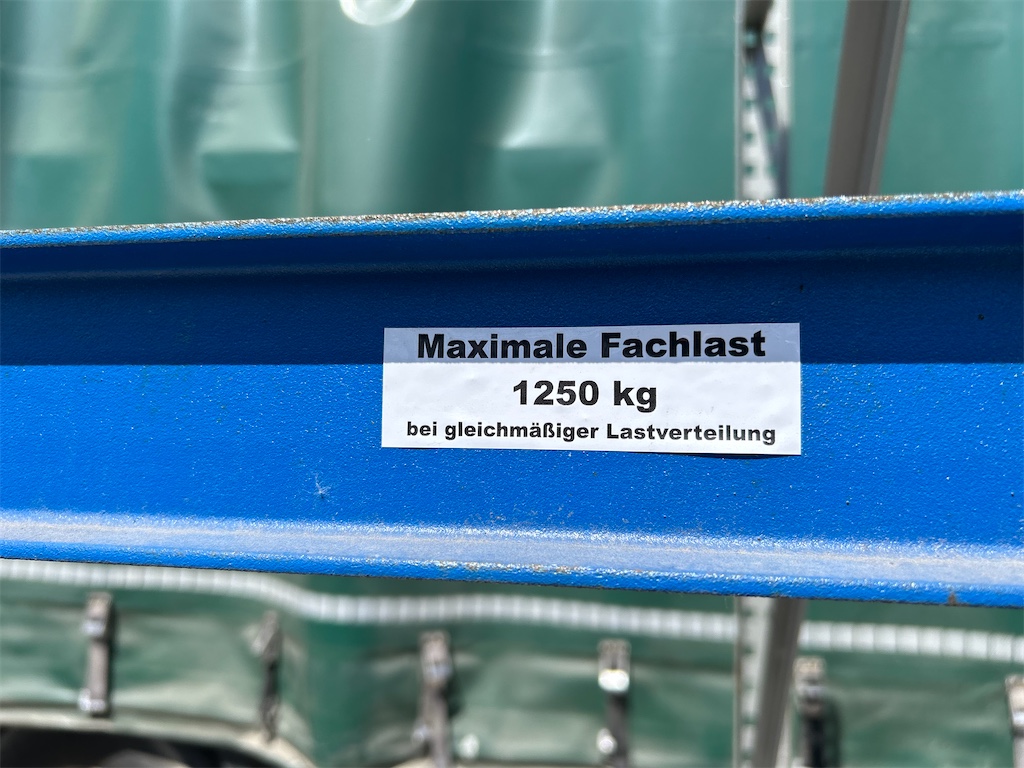 Maximale Fachlast
1250 kg
bei gleichmäßiger Lastverteilung